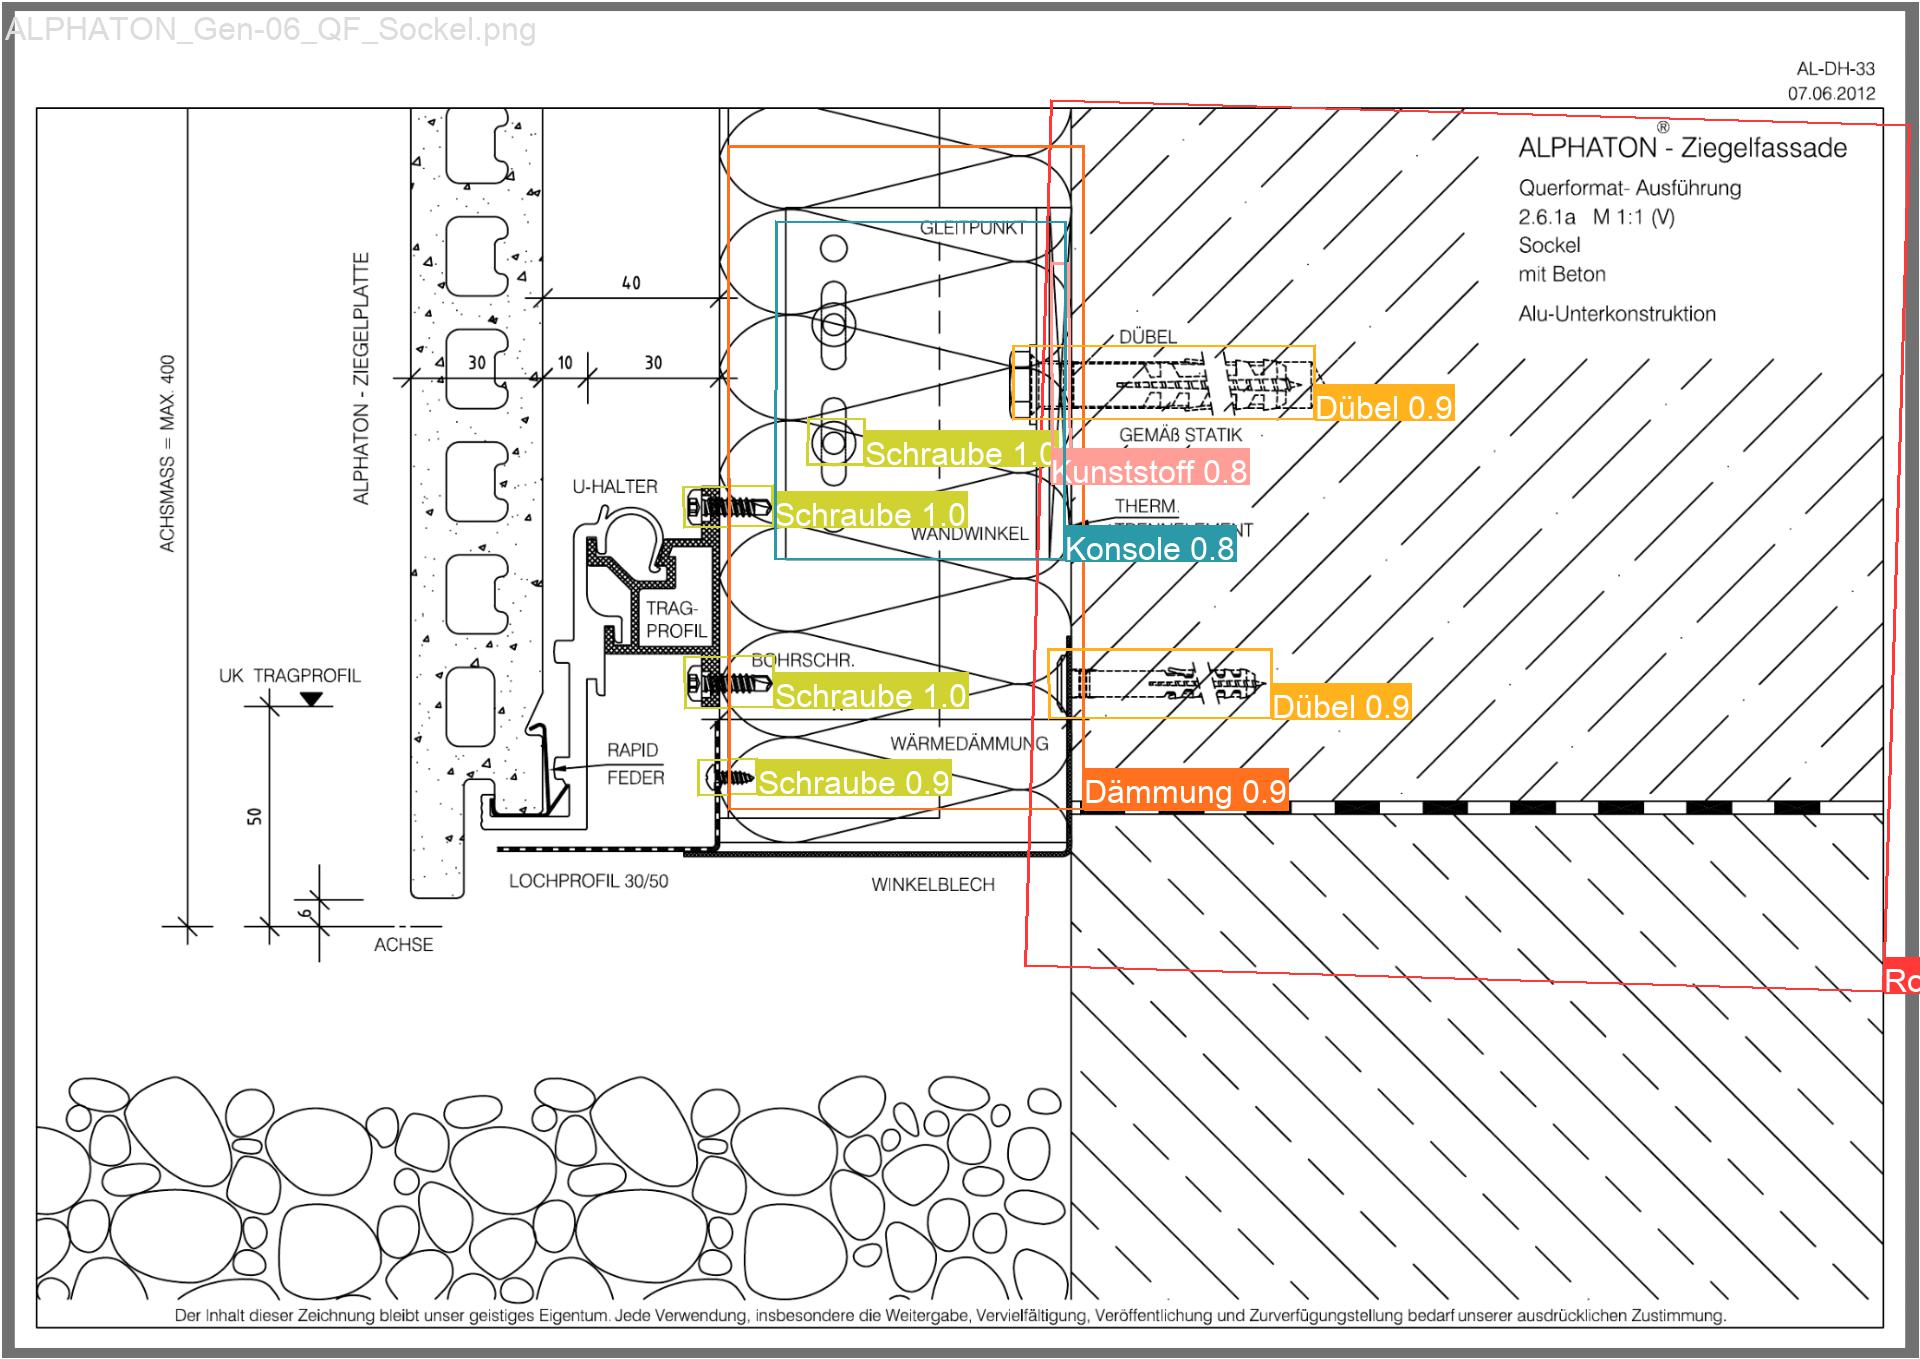 ALPHATON_Gen-06_QF_Sockel.png
AL-DH-33
07.06.2012
ALPHATON® - Ziegelfassade
Querformat- Ausführung
2.6.1a M 1:1 (V)
Sockel
mit Beton
Alu-Unterkonstruktion
GLEITPUNKT
ALPHATON - ZIEGELPLATTE
40
DÜBEL
30
10
30
ACHSMASS = MAX. 400
Dübel 0.9
GEMÄß STATIK
Schraube 1.0
Kunststoff 0.8
U-HALTER
THERM.
Schraube 1.0
WANDWINKEL
Konsole 0.8
TRAG-
PROFIL
BOHRSCHR.
UK TRAGPROFIL
Schraube 1.0
Dübel 0.9
WÄRMEDÄMMUNG
RAPID
FEDER
Schraube 0.9
Dämmung 0.9
50
LOCHPROFIL 30/50
WINKELBLECH
6
ACHSE
Ro
Der Inhalt dieser Zeichnung bleibt unser geistiges Eigentum. Jede Verwendung, insbesondere die Weitergabe, Vervielfältigung, Veröffentlichung und Zurverfügungstellung bedarf unserer ausdrücklichen Zustimmung.